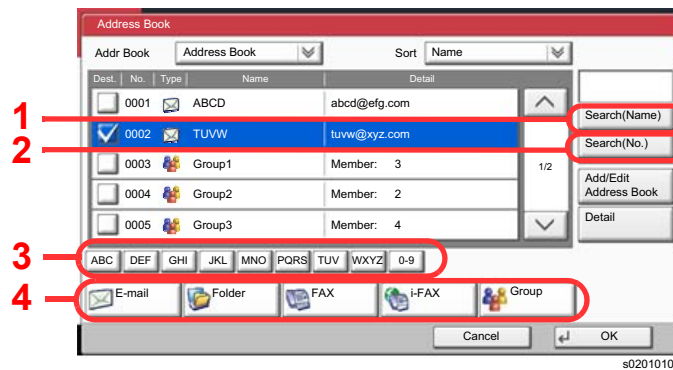 Address Book
Addr Book Address Book Sort Name
Dest. No. Type Name Detail
0001 ABCD abcd@efg.com
1 Search(Name)
0002 TUVW tuvw@xyz.com
2 Search(No.)
0003 Group1 Member: 3 1/2
Add/Edit
Address Book
0004 Group2 Member: 2
0005 Group3 Member: 4 Detail
3 ABC DEF GHI JKL MNO PQRS TUV WXYZ 0-9
4 E-mail Folder FAX i-FAX Group
Cancel OK
s0201010